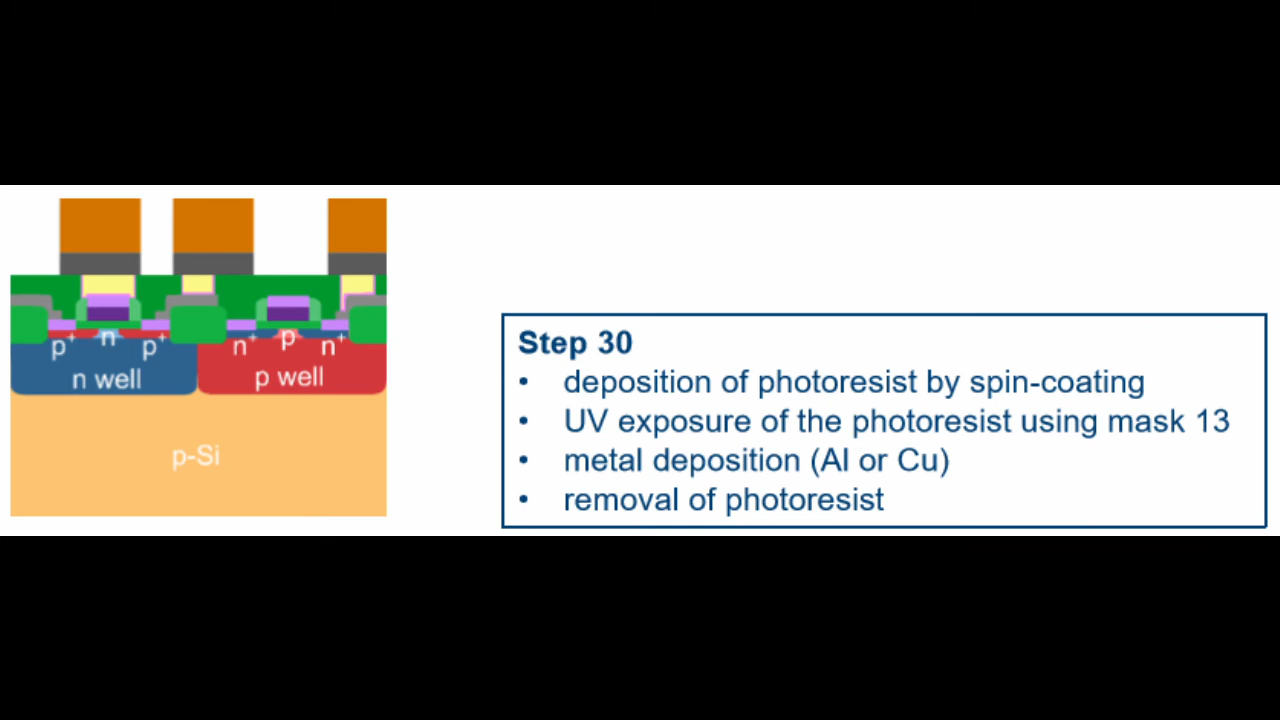 p⁺ n p⁺ n⁺ p n⁺
n well p well
p-Si
Step 30
• deposition of photoresist by spin-coating
• UV exposure of the photoresist using mask 13
• metal deposition (Al or Cu)
• removal of photoresist